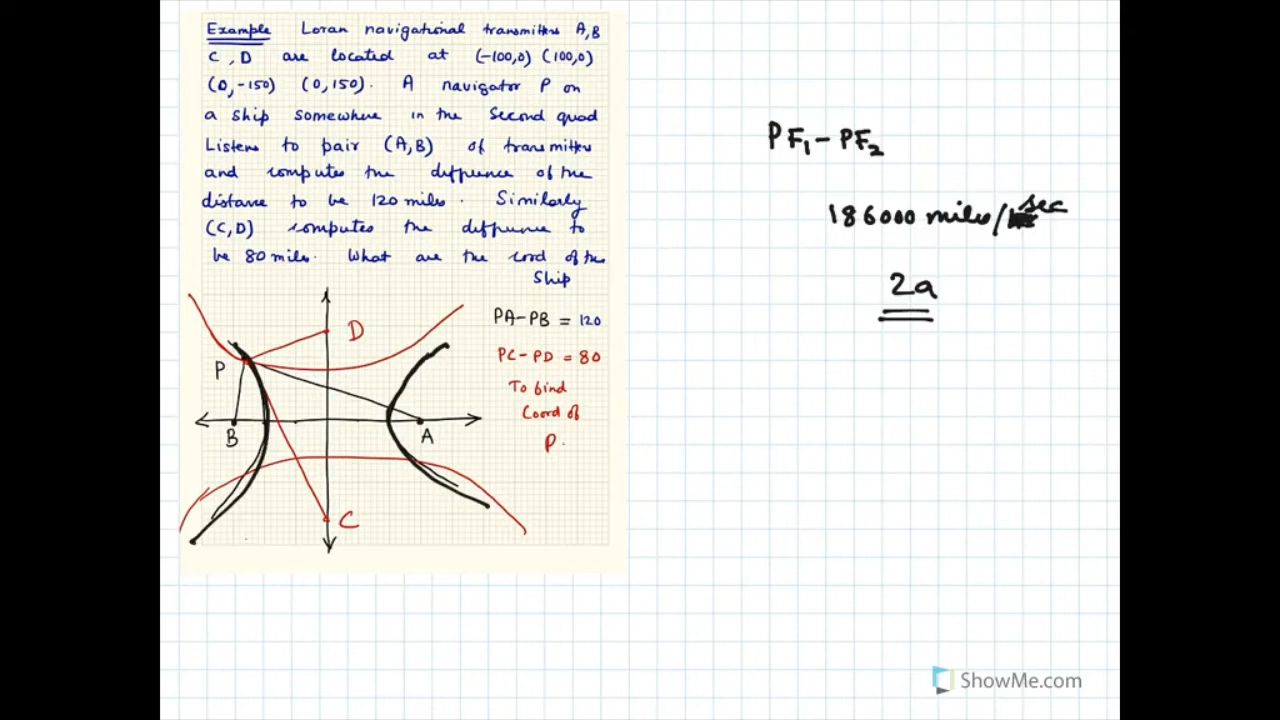 Example Loran navigational transmitters A,B
C, D are located at (-100,0) (100,0)
(0,-150) (0,150). A navigator P on
a ship somewhere in the second quad
Listens to pair (A,B) of transmitters
and computes the diffrence of the
distance to be 120 miles. Similarly
(C,D) computes the diffrence to
be 80 miles. What are the cord of the
Ship
PA-PB = 120
PC-PD = 80
To find
Coord of
P.
D
P
B
A
C
PF1 - PF2
186000 miles/sec
2a
ShowMe.com